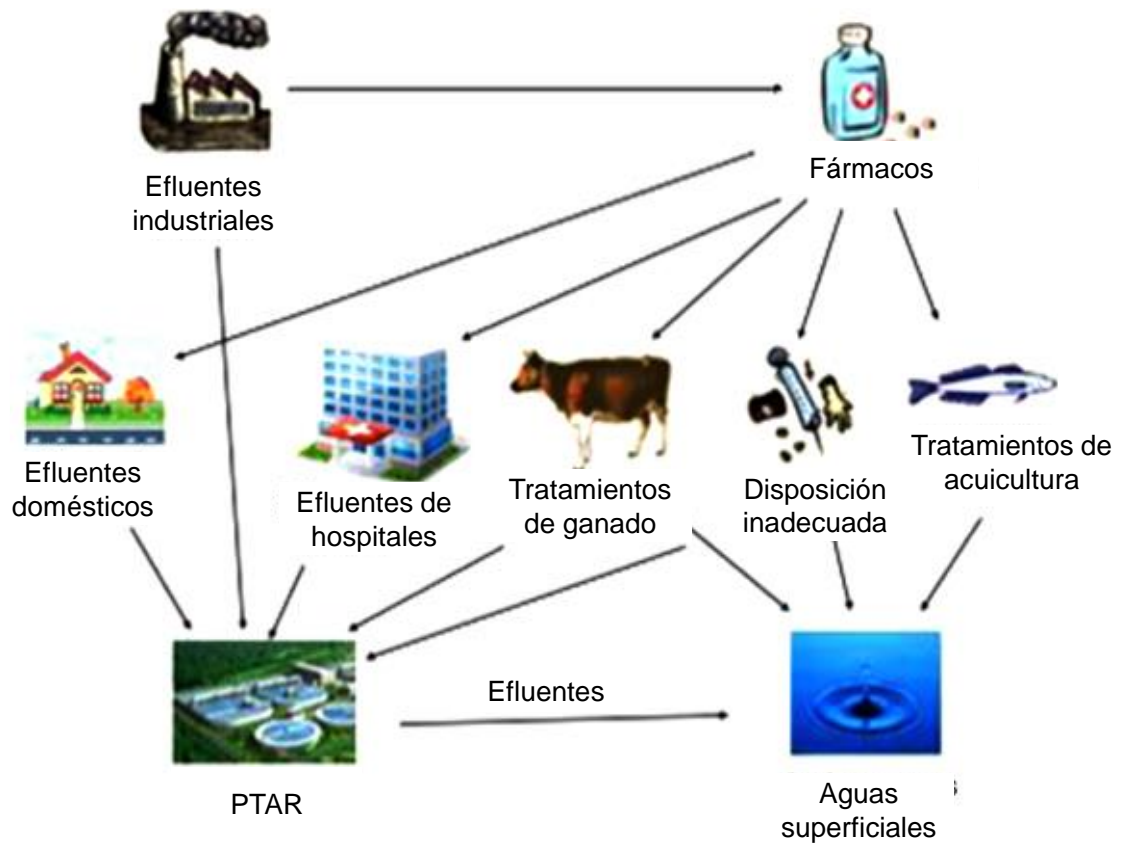 Efluentes
industriales
Fármacos
Efluentes
domésticos
Efluentes de
hospitales
Tratamientos
de ganado
Disposición
inadecuada
Tratamientos de
acuicultura
Efluentes
PTAR
Aguas
superficiales